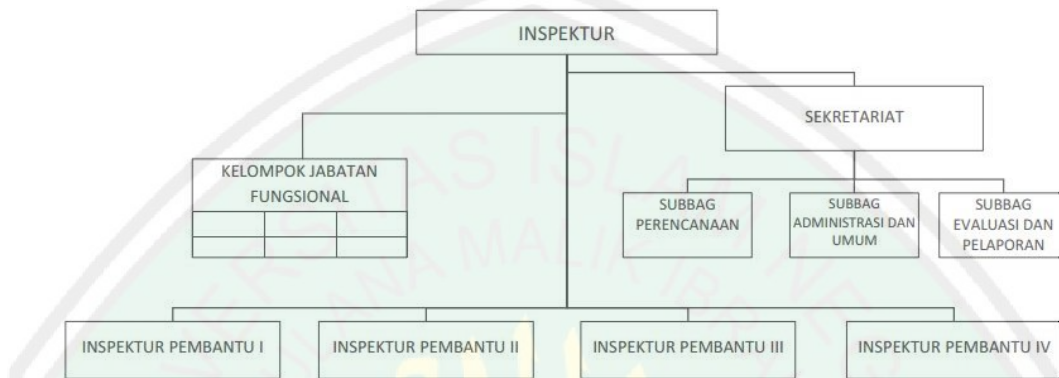 INSPEKTUR
SEKRETARIAT
KELOMPOK JABATAN
FUNGSIONAL
SUBBAG
PERENCANAAN
SUBBAG
ADMINISTRASI DAN
UMUM
SUBBAG
EVALUASI DAN
PELAPORAN
INSPEKTUR PEMBANTU I
INSPEKTUR PEMBANTU II
INSPEKTUR PEMBANTU III
INSPEKTUR PEMBANTU IV